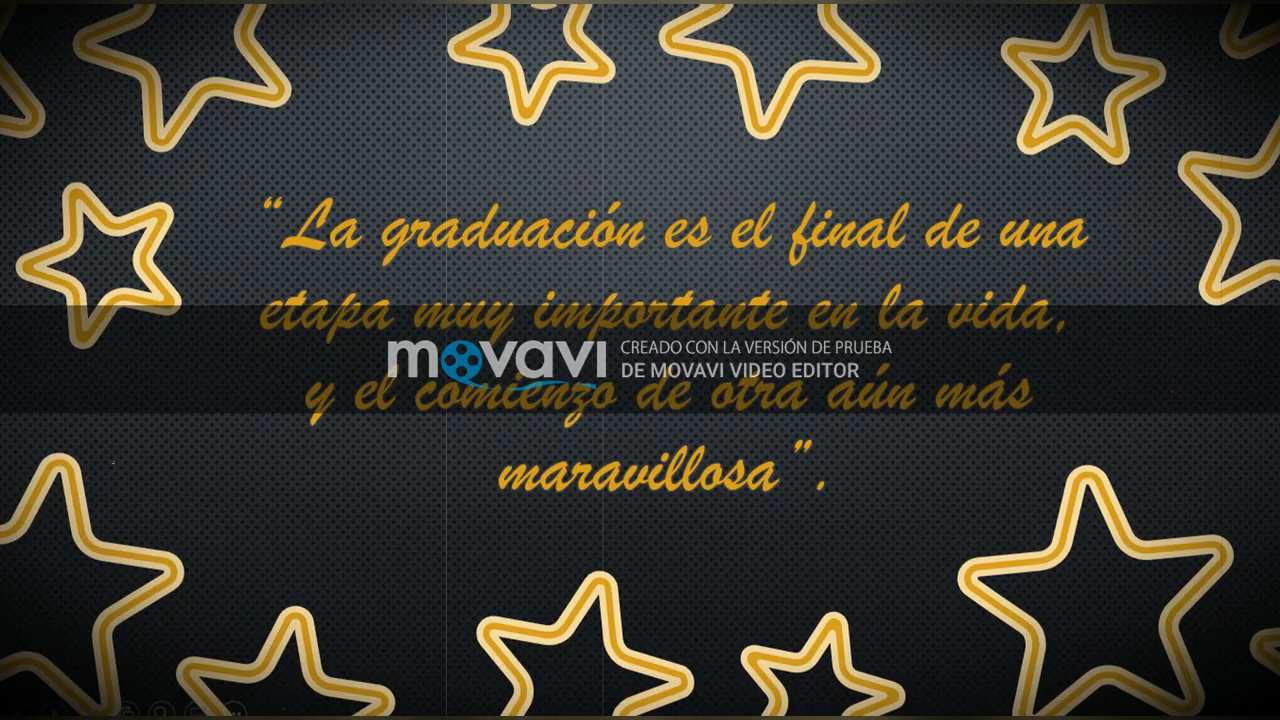 “La graduación es el final de una
etapa muy importante en la vida,
movavi CREADO CON LA VERSIÓN DE PRUEBA
DE MOVAVI VIDEO EDITOR
y el comienzo de otra aún más
maravillosa”.